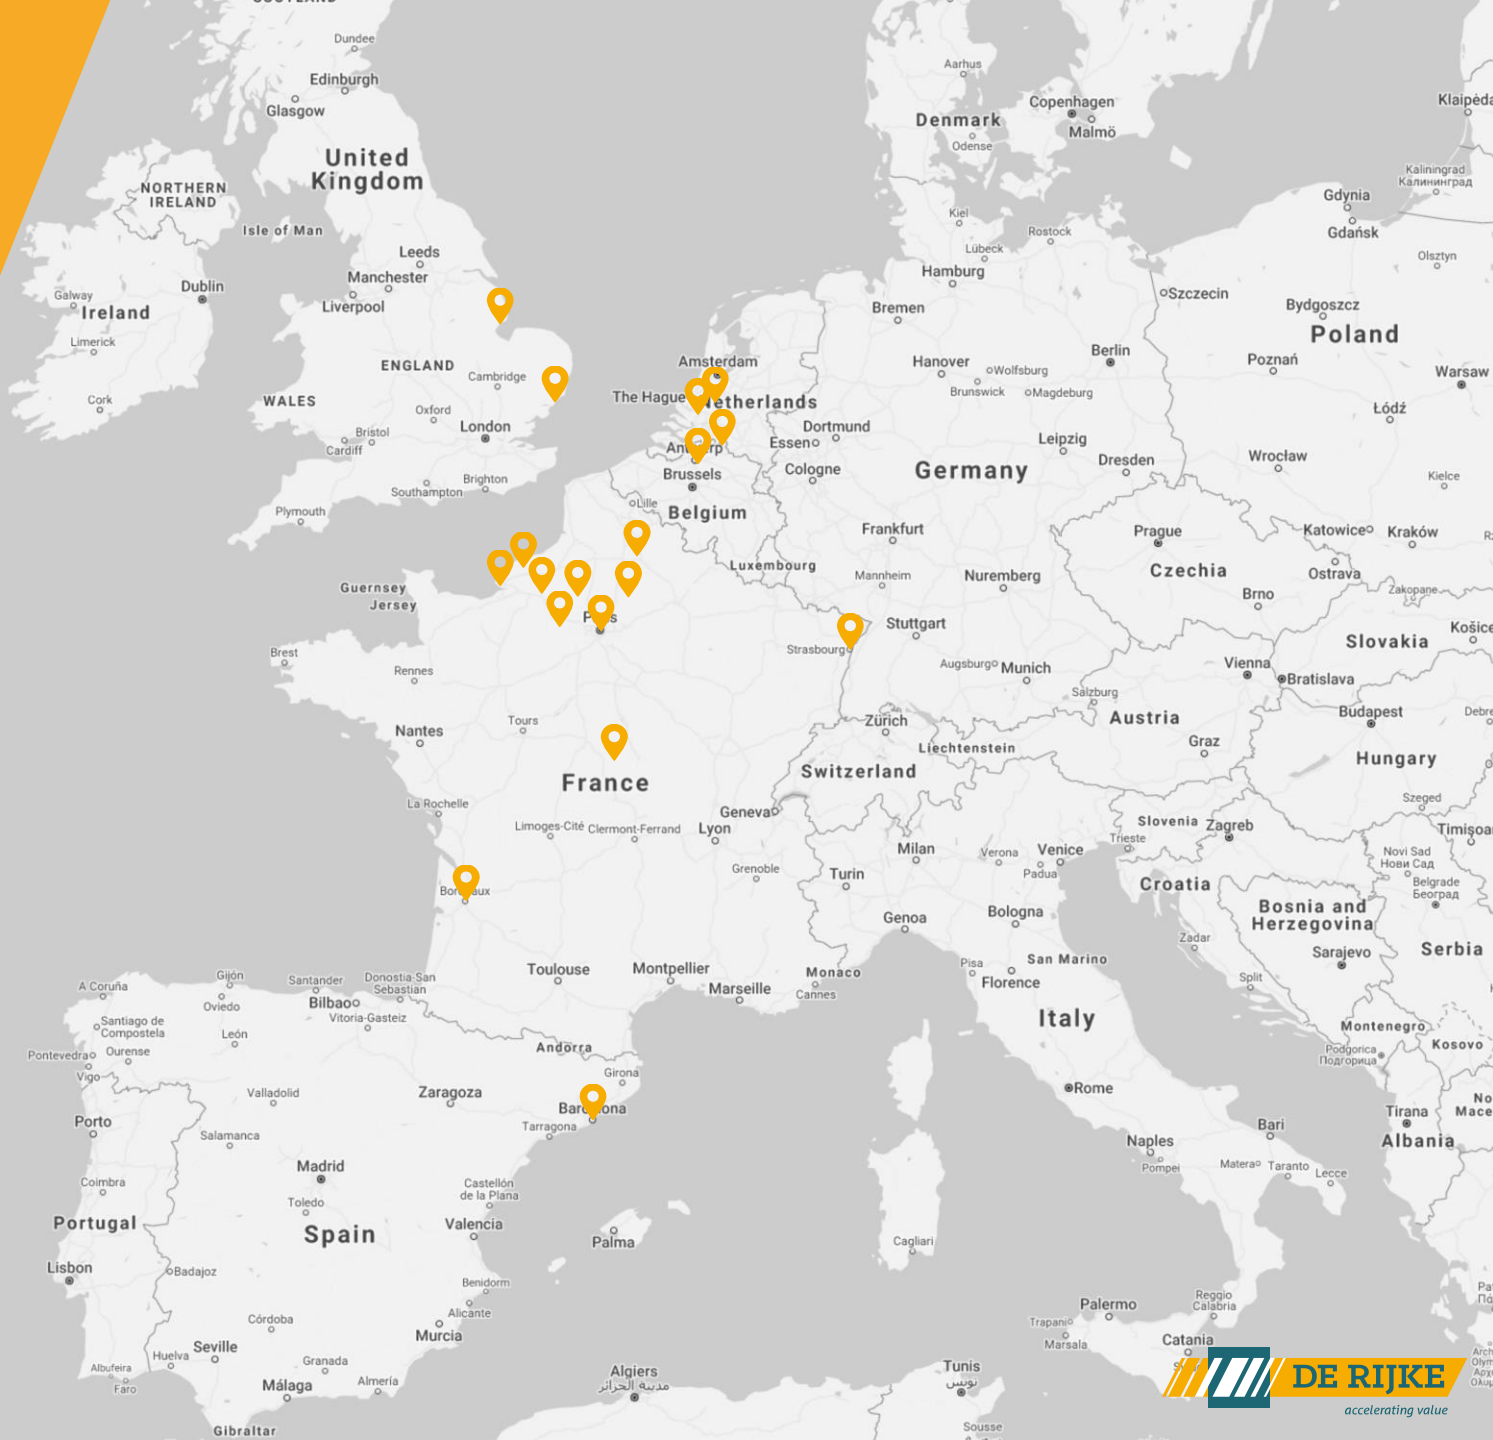 SCOTLAND
Dundee
Edinburgh
Glasgow
United
Kingdom
NORTHERN
IRELAND
Isle of Man
Leeds
Manchester
Liverpool
Dublin
Galway
Ireland
Limerick
Cork
ENGLAND
Cambridge
WALES
Oxford
London
Bristol
Cardiff
Brighton
Southampton
Plymouth
Guernsey
Jersey
Aarhus
Denmark
Odense
Copenhagen
Malmö
Klaipėda
Kaliningrad
Калининград
Gdynia
Gdańsk
Olsztyn
Kiel
Rostock
Lübeck
Hamburg
Bremen
Szczecin
Bydgoszcz
Poland
Poznań
Warsaw
Łódź
Wrocław
Kielce
Katowice
Kraków
Amsterdam
The Hague
Netherlands
Hanover
Wolfsburg
Berlin
Brunswick
Magdeburg
Dortmund
Essen
Leipzig
Dresden
Cologne
Germany
Antwerp
Brussels
Belgium
Lille
Frankfurt
Luxembourg
Mannheim
Nuremberg
Prague
Czechia
Ostrava
Brno
Zakopane
Slovakia
Košice
Paris
Strasbourg
Stuttgart
Augsburg
Munich
Salzburg
Vienna
Bratislava
Austria
Graz
Budapest
Hungary
Debre
Szeged
Brest
Rennes
Nantes
Tours
France
Zürich
Liechtenstein
Switzerland
Geneva
La Rochelle
Limoges-Cité
Clermont-Ferrand
Lyon
Grenoble
Bordeaux
Milan
Turin
Verona
Venice
Padua
Trieste
Slovenia
Zagreb
Croatia
Timișoar
Novi Sad
Нови Сад
Belgrade
Београд
Bosnia and
Herzegovina
Sarajevo
Serbia
Genoa
Bologna
Zadar
Split
Pisa
San Marino
Florence
Monaco
Cannes
Toulouse
Montpellier
Marseille
Italy
Montenegro
Podgorica
Подгорица
Kosovo
A Coruña
Gijón
Oviedo
Santander
Donostia-San
Sebastian
Bilbao
Vitoria-Gasteiz
Santiago de
Compostela
León
Pontevedra
Ourense
Vigo
Andorra
Girona
Valladolid
Zaragoza
Barcelona
Tarragona
Porto
Salamanca
Madrid
Coimbra
Toledo
Castellón
de la Plana
Portugal
Spain
Valencia
Palma
Lisbon
Badajoz
Benidorm
Alicante
Córdoba
Murcia
Seville
Huelva
Granada
Albufeira
Faro
Málaga
Almería
Gibraltar
Rome
Naples
Pompei
Bari
Matera
Taranto
Lecce
Tirana
Albania
No
Mace
Cagliari
Palermo
Trapani
Marsala
Reggio
Calabria
Catania
Algiers
مدينة الجزائر
Tunis
تونس
Sousse
DE RIJKE
accelerating value